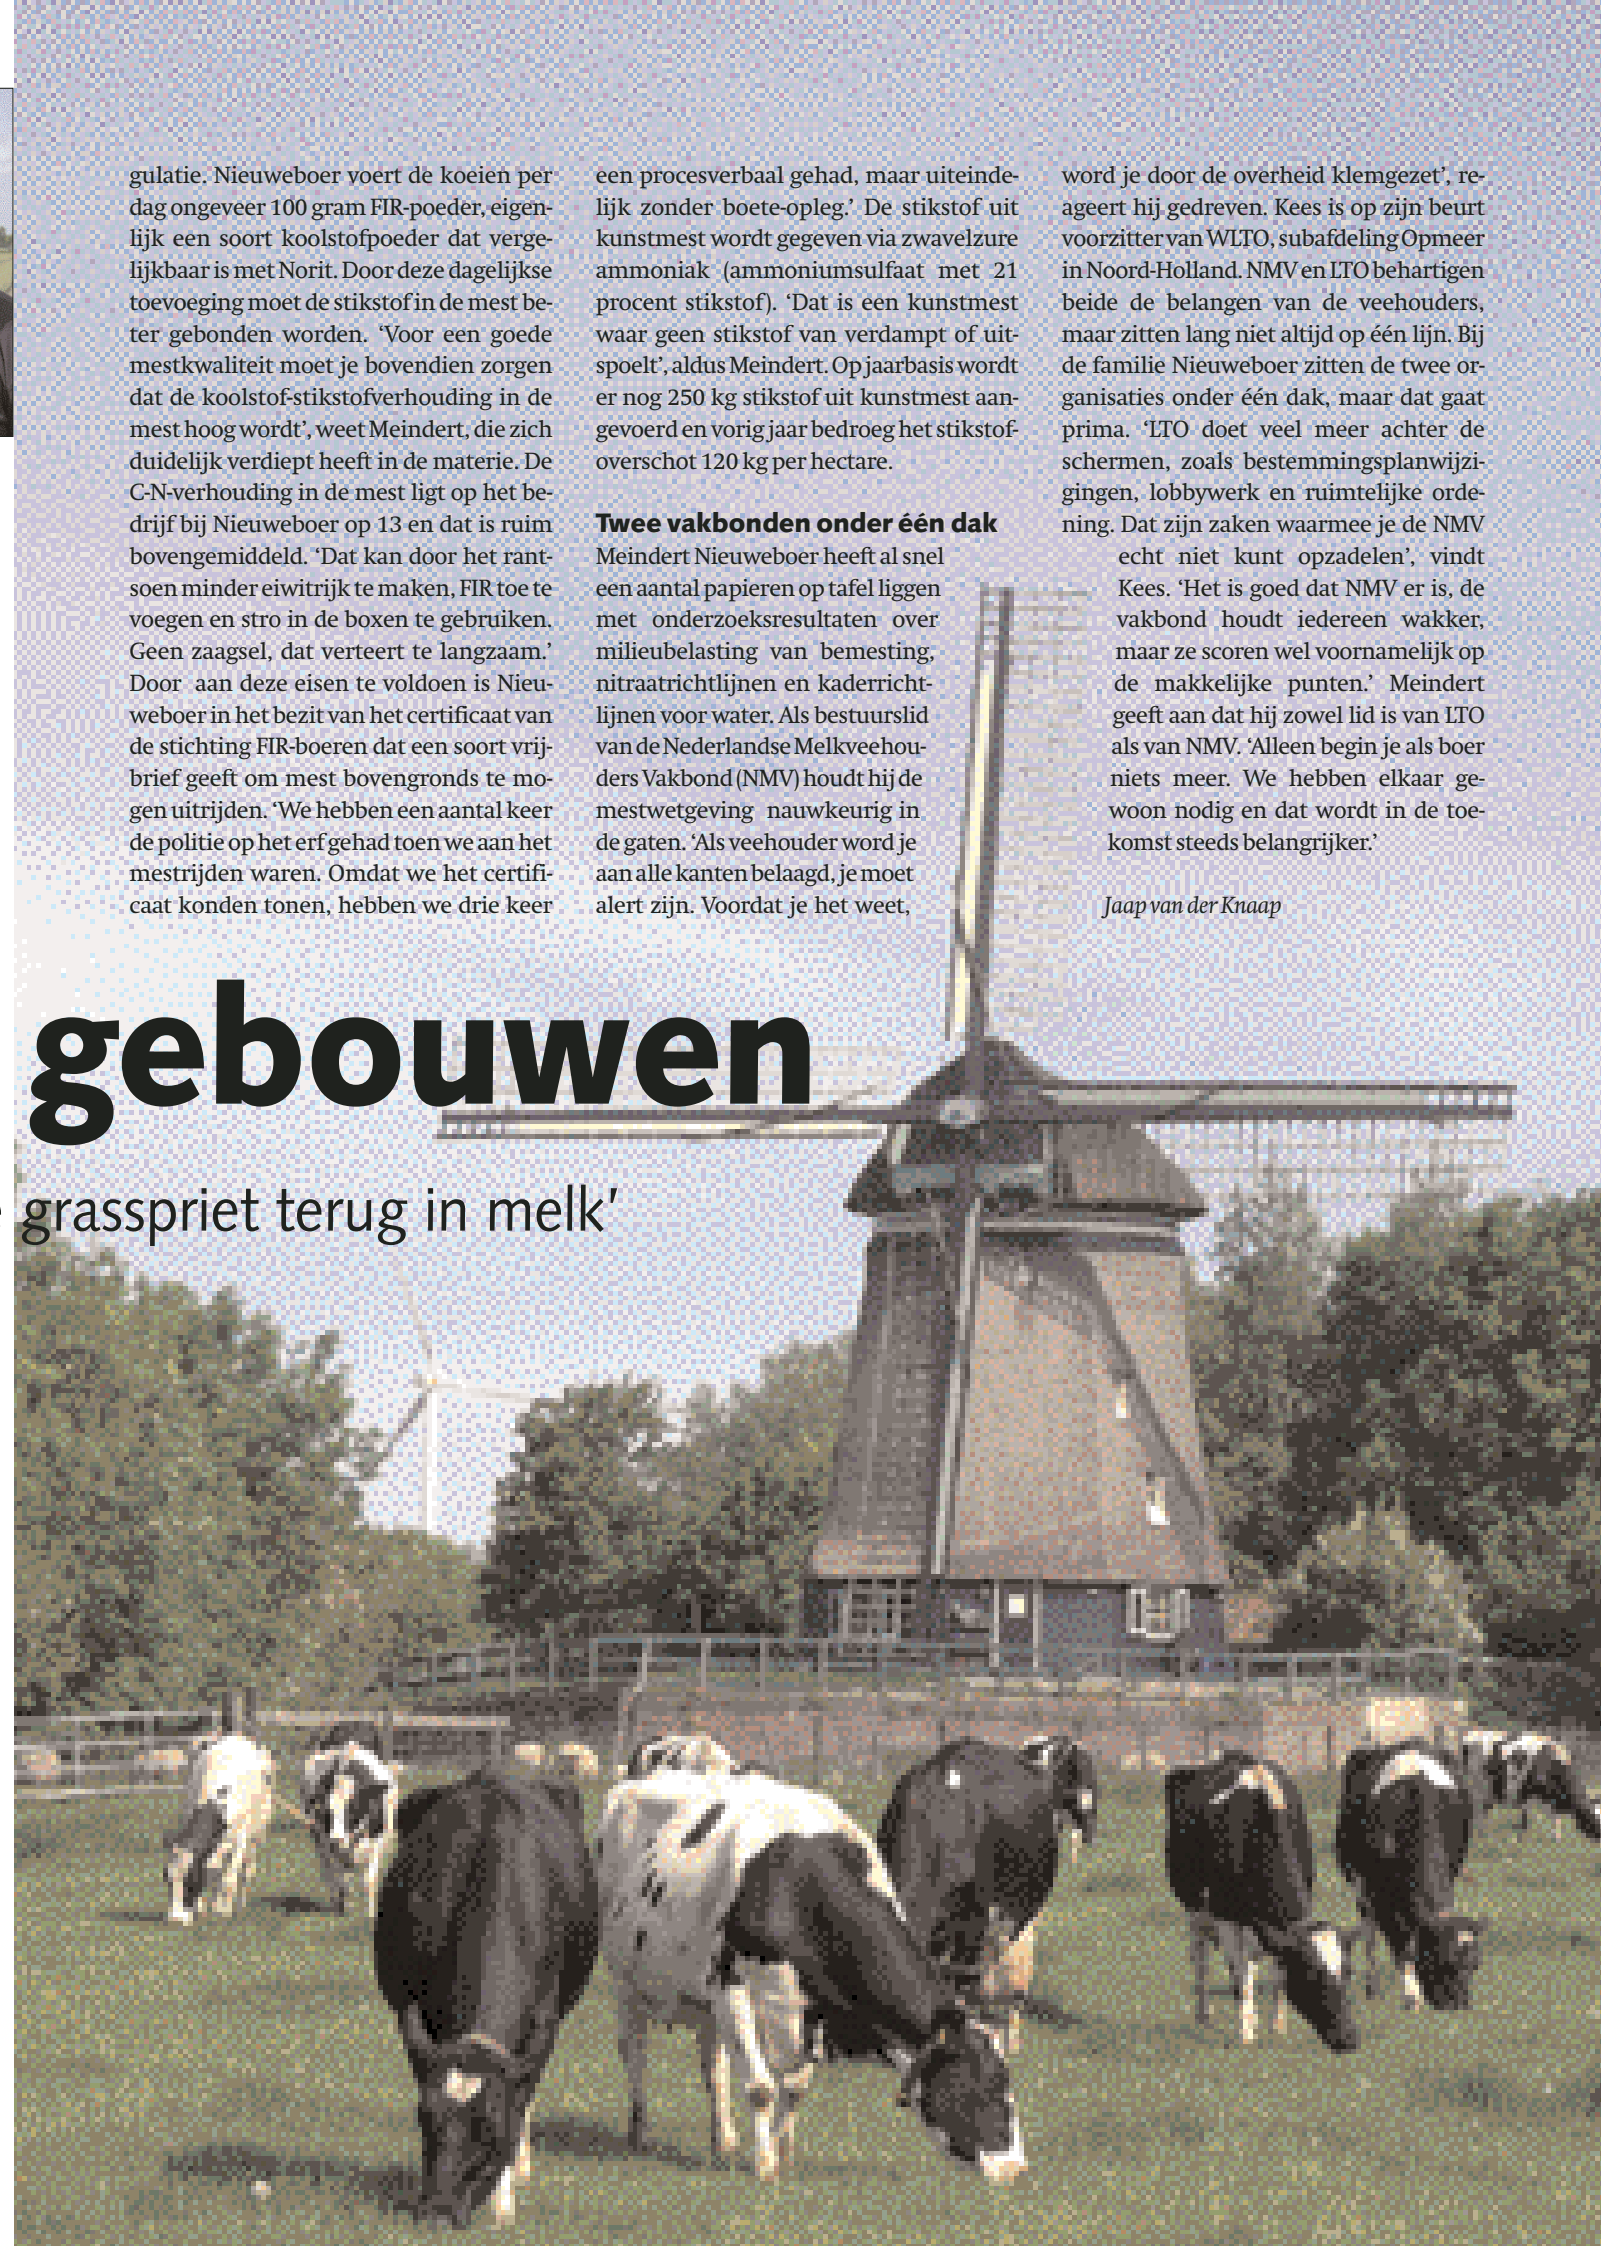 gulatie. Nieuweboer voert de koeien per
dag ongeveer 100 gram FIR-poeder, eigen-
lijk een soort koolstofpoeder dat verge-
lijkbaar is met Norit. Door deze dagelijkse
toevoeging moet de stikstof in de mest be-
ter gebonden worden. ‘Voor een goede
mestkwaliteit moet je bovendien zorgen
dat de koolstof-stikstofverhouding in de
mest hoog wordt’, weet Meindert, die zich
duidelijk verdiept heeft in de materie. De
C-N-verhouding in de mest ligt op het be-
drijf bij Nieuweboer op 13 en dat is ruim
bovengemiddeld. ‘Dat kan door het rant-
soen minder eiwitrijk te maken, FIR toe te
voegen en stro in de boxen te gebruiken.
Geen zaagsel, dat verteert te langzaam.’
Door aan deze eisen te voldoen is Nieu-
weboer in het bezit van het certificaat van
de stichting FIR-boeren dat een soort vrij-
brief geeft om mest bovengronds te mo-
gen uitrijden. ‘We hebben een aantal keer
de politie op het erf gehad toen we aan het
mestrijden waren. Omdat we het certifi-
caat konden tonen, hebben we drie keer
een procesverbaal gehad, maar uiteinde-
lijk zonder boete-opleg.’ De stikstof uit
kunstmest wordt gegeven via zwavelzure
ammoniak (ammoniumsulfaat met 21
procent stikstof). ‘Dat is een kunstmest
waar geen stikstof van verdampt of uit-
spoelt’, aldus Meindert. Op jaarbasis wordt
er nog 250 kg stikstof uit kunstmest aan-
gevoerd en vorig jaar bedroeg het stikstof-
overschot 120 kg per hectare.
Twee vakbonden onder één dak
Meindert Nieuweboer heeft al snel
een aantal papieren op tafel liggen
met onderzoeksresultaten over
milieubelasting van bemesting,
nitraatrichtlijnen en kaderricht-
lijnen voor water. Als bestuurslid
van de Nederlandse Melkveehou-
ders Vakbond (NMV) houdt hij de
mestwetgeving nauwkeurig in
de gaten. ‘Als veehouder word je
aan alle kanten belaagd, je moet
alert zijn. Voordat je het weet,
word je door de overheid klemgezet’, re-
ageert hij gedreven. Kees is op zijn beurt
voorzitter van WLTO, subafdeling Opmeer
in Noord-Holland. NMV en LTO behartigen
beide de belangen van de veehouders,
maar zitten lang niet altijd op één lijn. Bij
de familie Nieuweboer zitten de twee or-
ganisaties onder één dak, maar dat gaat
prima. ‘LTO doet veel meer achter de
schermen, zoals bestemmingsplanwijzi-
gingen, lobbywerk en ruimtelijke orde-
ning. Dat zijn zaken waarmee je de NMV
echt niet kunt opzadelen’, vindt
Kees. ‘Het is goed dat NMV er is, de
vakbond houdt iedereen wakker,
maar ze scoren wel voornamelijk op
de makkelijke punten.’ Meindert
geeft aan dat hij zowel lid is van LTO
als van NMV. ‘Alleen begin je als boer
niets meer. We hebben elkaar ge-
woon nodig en dat wordt in de toe-
komst steeds belangrijker.’
Jaap van der Knaap
gebouwen
grasspriet terug in melk’